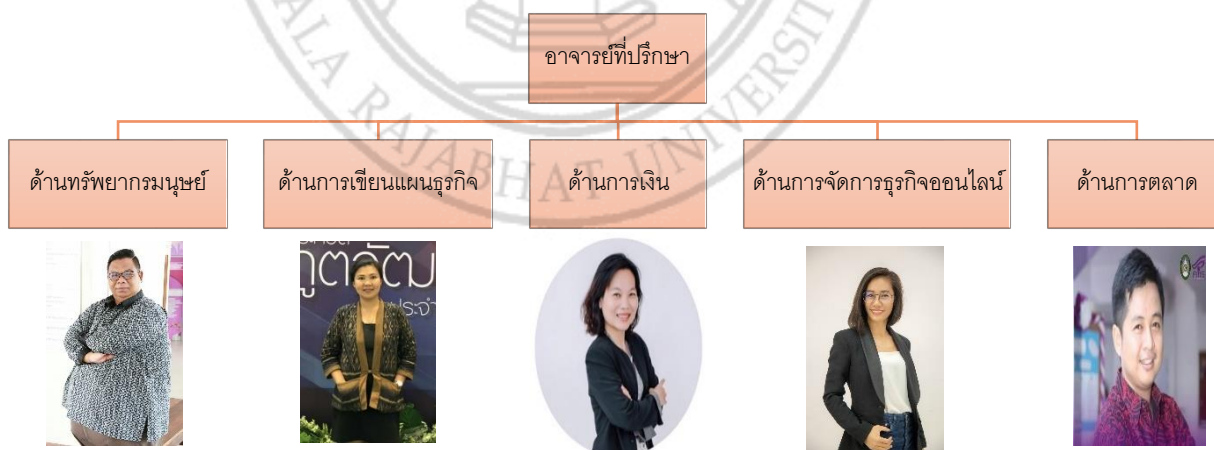 LA RAJABHAT UNIVERSIT
อาจารย์ที่ปรึกษา
ด้านทรัพยากรมนุษย์
ด้านการเขียนแผนธุรกิจ
ด้านการเงิน
ด้านการจัดการธุรกิจออนไลน์
ด้านการตลาด